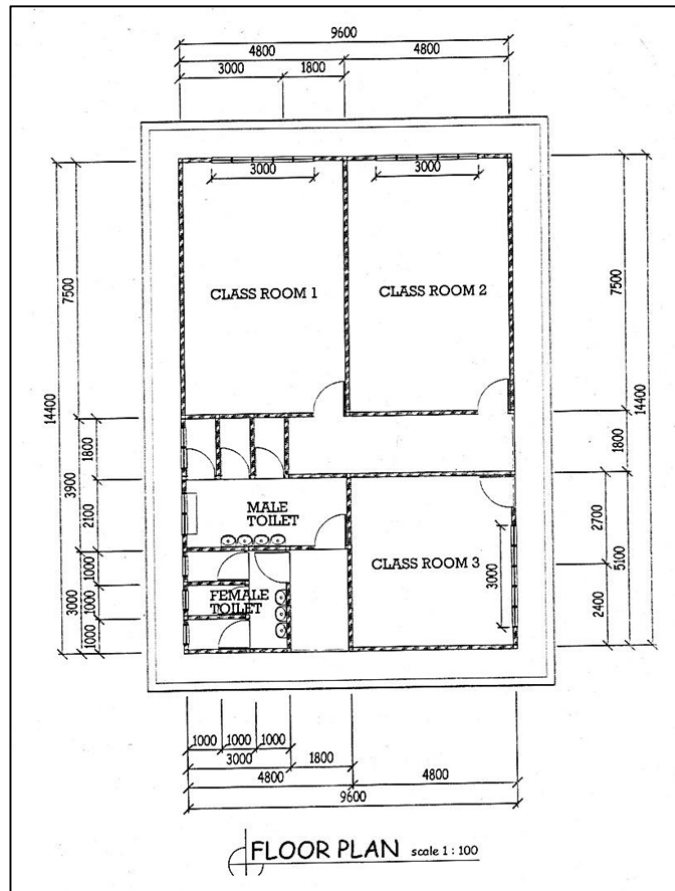 9600
4800 4800
3000 1800
3000 3000
CLASS ROOM 1 CLASS ROOM 2
7500 7500
14400 14400
1800 1800
3900
2100
MALE
TOILET
2700
5100
CLASS ROOM 3
3000
1000
FEMALE
TOILET
3000
1000
2400
1000
1000 1000 1000
3000 1800
4800 4800
9600
FLOOR PLAN scale 1 : 100